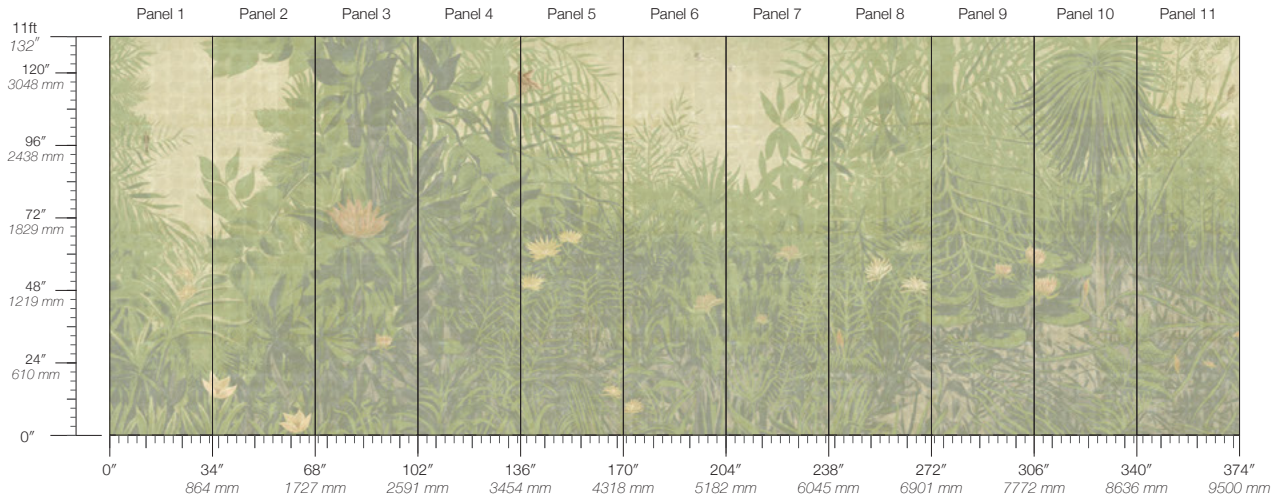 Panel 1 Panel 2 Panel 3 Panel 4 Panel 5 Panel 6 Panel 7 Panel 8 Panel 9 Panel 10 Panel 11
11ft
132″
120″
3048 mm
96″
2438 mm
72″
1829 mm
48″
1219 mm
24″
610 mm
0″
0″ 34″ 68″ 102″ 136″ 170″ 204″ 238″ 272″ 306″ 340″ 374″
864 mm 1727 mm 2591 mm 3454 mm 4318 mm 5182 mm 6045 mm 6901 mm 7772 mm 8636 mm 9500 mm